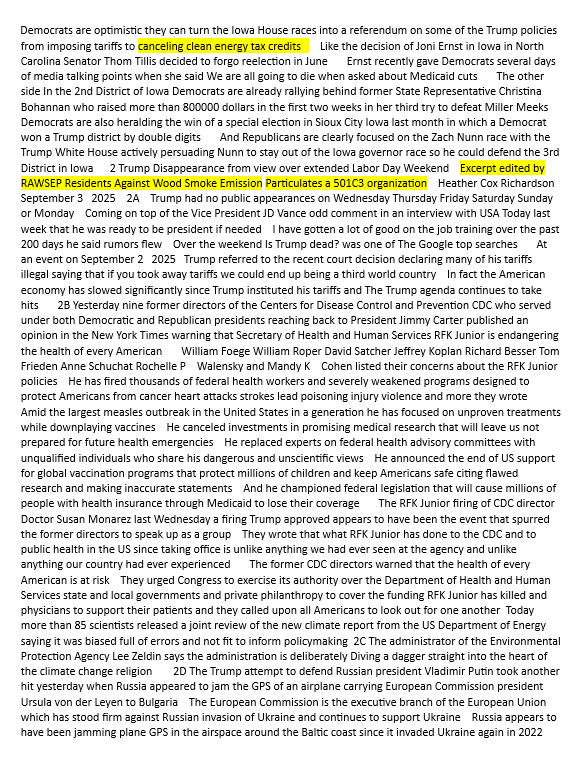 Democrats are optimistic they can turn the Iowa House races into a referendum on some of the Trump policies
from imposing tariffs to canceling clean energy tax credits Like the decision of Joni Ernst in Iowa in North
Carolina Senator Thom Tillis decided to forgo reelection in June Ernst recently gave Democrats several days
of media talking points when she said We are all going to die when asked about Medicaid cuts The other
side In the 2nd District of Iowa Democrats are already rallying behind former State Representative Christina
Bohannan who raised more than 800000 dollars in the first two weeks in her third try to defeat Miller Meeks
Democrats are also heralding the win of a special election in Sioux City Iowa last month in which a Democrat
won a Trump district by double digits And Republicans are clearly focused on the Zach Nunn race with the
Trump White House actively persuading Nunn to stay out of the Iowa governor race so he could defend the 3rd
District in Iowa 2 Trump Disappearance from view over extended Labor Day Weekend Excerpt edited by
RAWSEP Residents Against Wood Smoke Emission Particulates a 501C3 organization Heather Cox Richardson
September 3 2025 2A Trump had no public appearances on Wednesday Thursday Friday Saturday Sunday
or Monday Coming on top of the Vice President JD Vance odd comment in an interview with USA Today last
week that he was ready to be president if needed I have gotten a lot of good on the job training over the past
200 days he said rumors flew Over the weekend Is Trump dead? was one of The Google top searches At
an event on September 2 2025 Trump referred to the recent court decision declaring many of his tariffs
illegal saying that if you took away tariffs we could end up being a third world country In fact the American
economy has slowed significantly since Trump instituted his tariffs and The Trump agenda continues to take
hits 2B Yesterday nine former directors of the Centers for Disease Control and Prevention CDC who served
under both Democratic and Republican presidents reaching back to President Jimmy Carter published an
opinion in the New York Times warning that Secretary of Health and Human Services RFK Junior is endangering
the health of every American William Foege William Roper David Satcher Jeffrey Koplan Richard Besser Tom
Frieden Anne Schuchat Rochelle P Walensky and Mandy K Cohen listed their concerns about the RFK Junior
policies He has fired thousands of federal health workers and severely weakened programs designed to
protect Americans from cancer heart attacks strokes lead poisoning injury violence and more they wrote
Amid the largest measles outbreak in the United States in a generation he has focused on unproven treatments
while downplaying vaccines He canceled investments in promising medical research that will leave us not
prepared for future health emergencies He replaced experts on federal health advisory committees with
unqualified individuals who share his dangerous and unscientific views He announced the end of US support
for global vaccination programs that protect millions of children and keep Americans safe citing flawed
research and making inaccurate statements And he championed federal legislation that will cause millions of
people with health insurance through Medicaid to lose their coverage The RFK Junior firing of CDC director
Doctor Susan Monarez last Wednesday a firing Trump approved appears to have been the event that spurred
the former directors to speak up as a group They wrote that what RFK Junior has done to the CDC and to
public health in the US since taking office is unlike anything we had ever seen at the agency and unlike
anything our country had ever experienced The former CDC directors warned that the health of every
American is at risk They urged Congress to exercise its authority over the Department of Health and Human
Services state and local governments and private philanthropy to cover the funding RFK Junior has killed and
physicians to support their patients and they called upon all Americans to look out for one another Today
more than 85 scientists released a joint review of the new climate report from the US Department of Energy
saying it was biased full of errors and not fit to inform policymaking 2C The administrator of the Environmental
Protection Agency Lee Zeldin says the administration is deliberately Diving a dagger straight into the heart of
the climate change religion 2D The Trump attempt to defend Russian president Vladimir Putin took another
hit yesterday when Russia appeared to jam the GPS of an airplane carrying European Commission president
Ursula von der Leyen to Bulgaria The European Commission is the executive branch of the European Union
which has stood firm against Russian invasion of Ukraine and continues to support Ukraine Russia appears to
have been jamming plane GPS in the airspace around the Baltic coast since it invaded Ukraine again in 2022